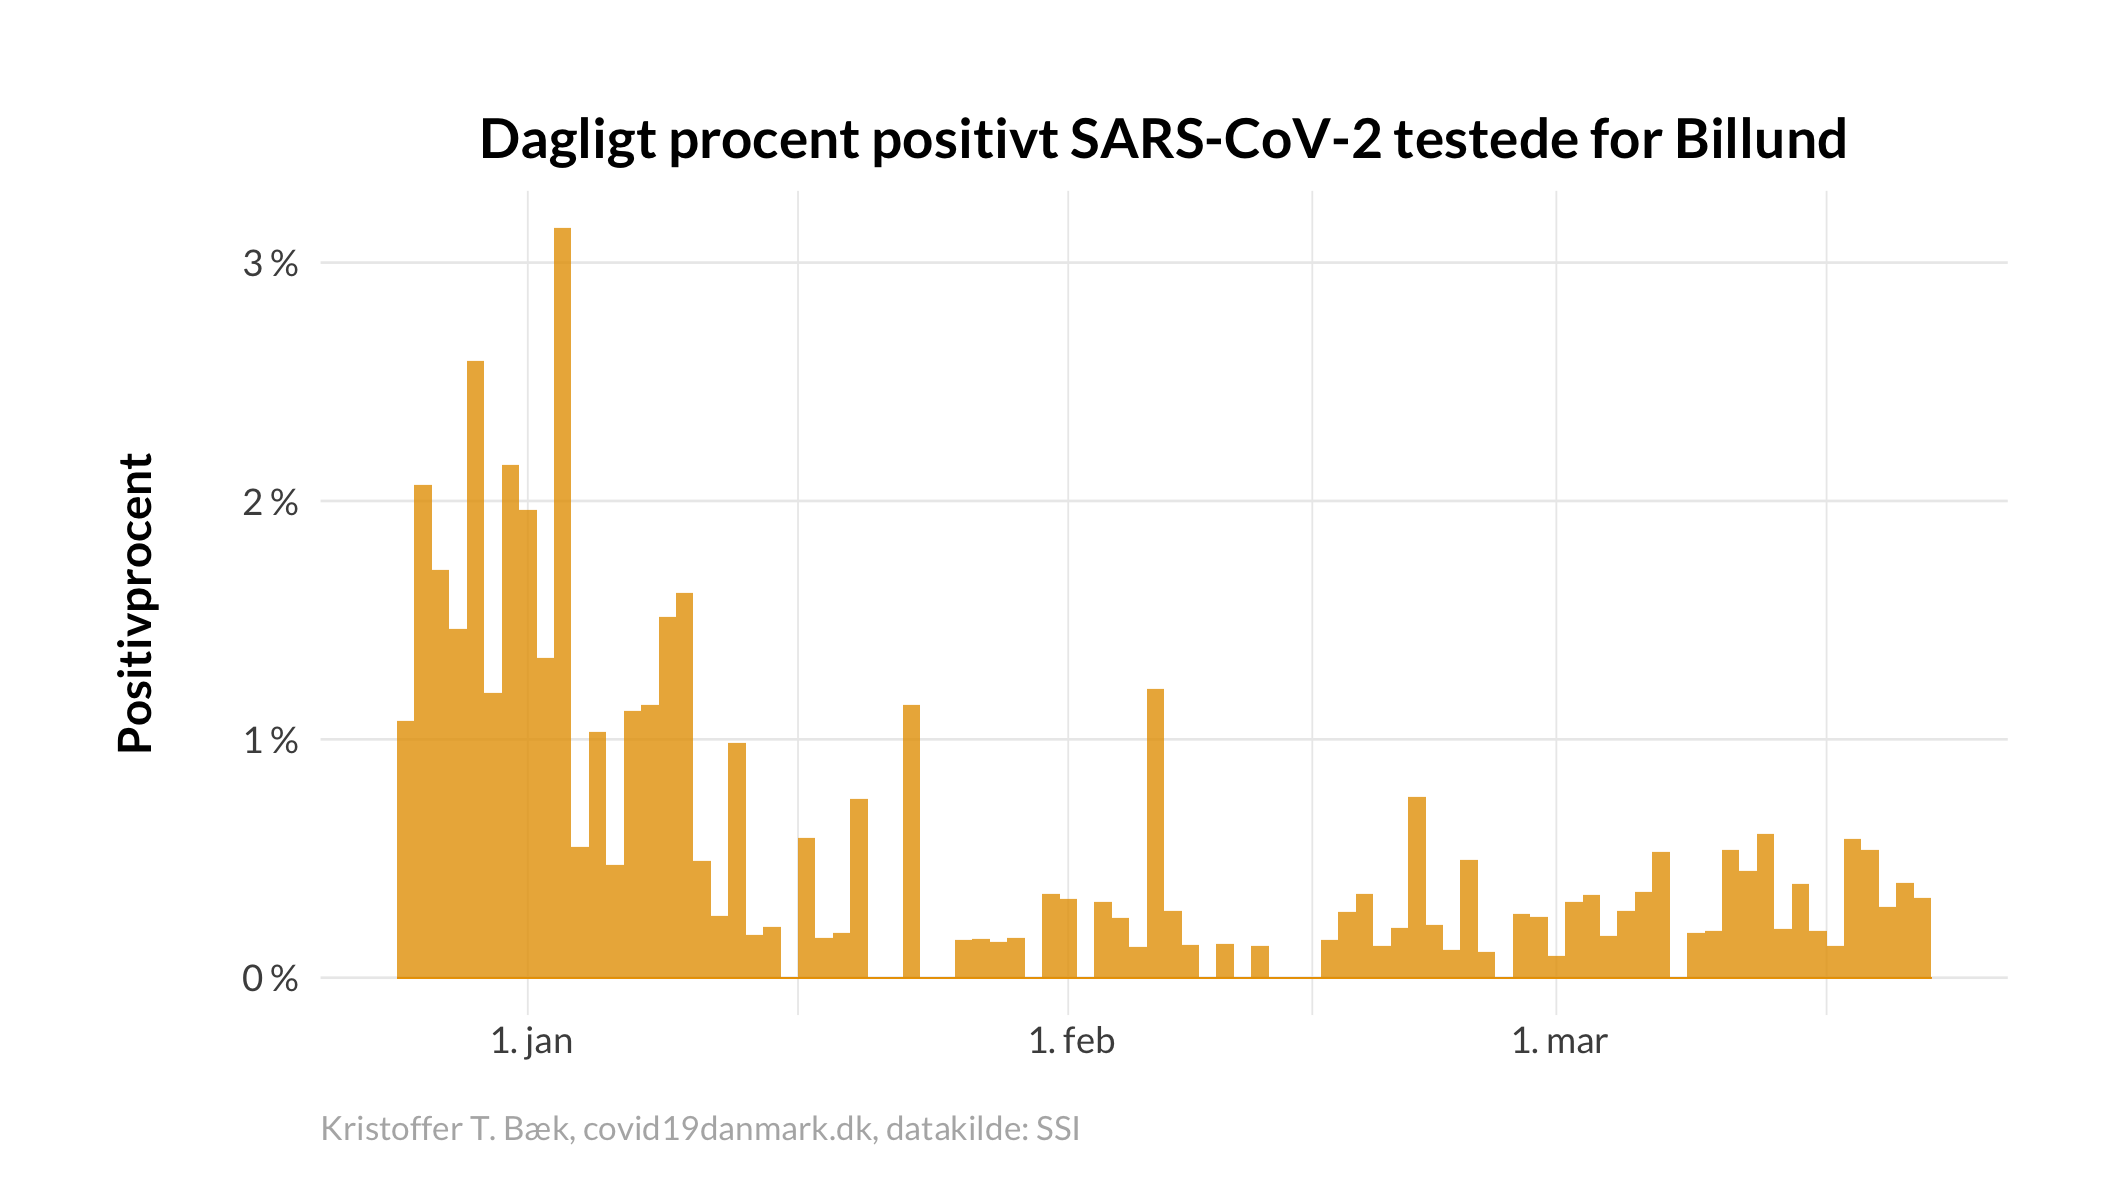 Dagligt procent positivt SARS-CoV-2 testede for Billund
Positivprocent
3 %
2 %
1 %
0 %
1. jan
1. feb
1. mar
Kristoffer T. Bæk, covid19danmark.dk, datakilde: SSI